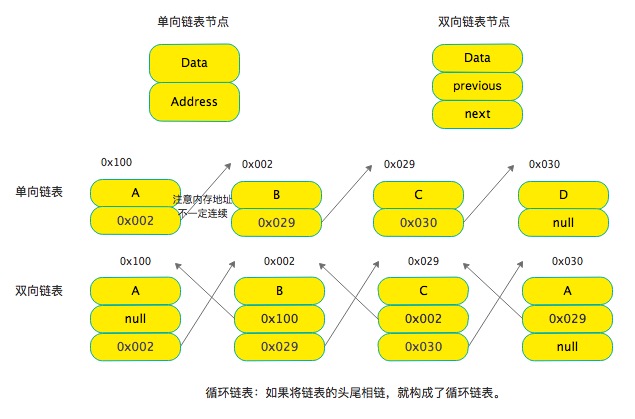 单向链表节点
双向链表节点
Data
Address
Data
previous
next
0x100
0x002
0x029
0x030
单向链表
A
0x002
注意内存地址
不一定连续
B
0x029
C
0x030
D
null
0x100
0x002
0x029
0x030
双向链表
A
null
0x002
B
0x100
0x029
C
0x002
0x030
A
0x029
null
循环链表：如果将链表的头尾相链，就构成了循环链表。